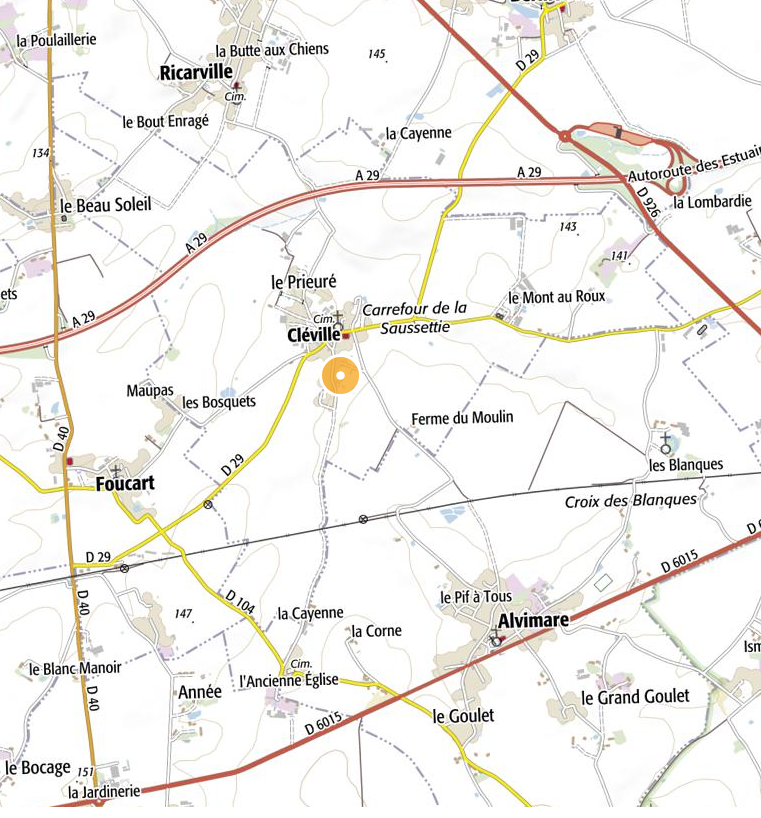 la Poulaillerie
la Butte aux Chiens
145
D 29
Ricarville
Cim.
le Bout Enragé
la Cayenne
134
A 29
A 29
Autoroute des Estuair
D 926
la Lombardie
le Beau Soleil
143
A 29
141
ets
le Prieuré
le Mont au Roux
Carrefour de la
Saussettie
Cim.
A 29
Cléville
Maupas
les Bosquets
Ferme du Moulin
D 40
D 29
les Blanques
Foucart
Croix des Blanques
D 29
D 6015
D 6
D 40
D 104
le Pif à Tous
147
la Cayenne
Alvimare
la Corne
Ism
le Blanc Manoir
Cim.
l'Ancienne Église
Année
D 40
le Grand Goulet
D 6015
le Goulet
le Bocage
151
la Jardinerie